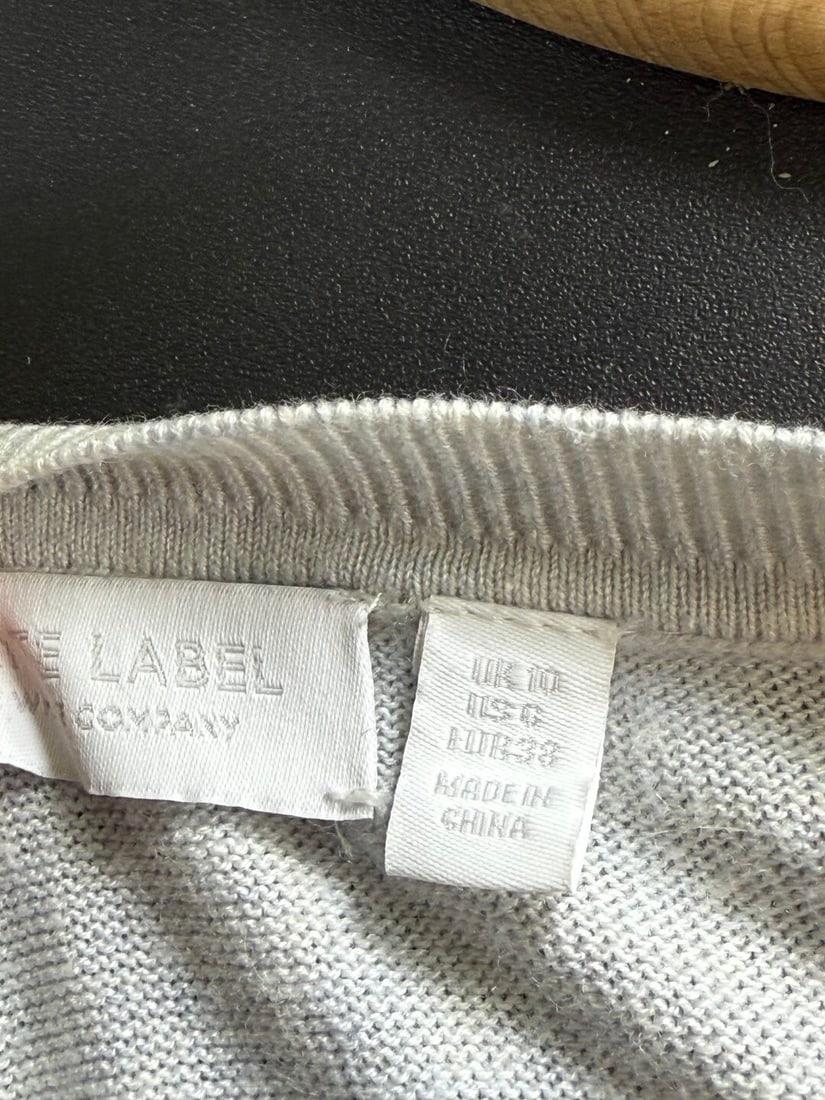 TE LABEL
COMPANY
UK 10
US 6
EUR 38
MADE IN
CHINA